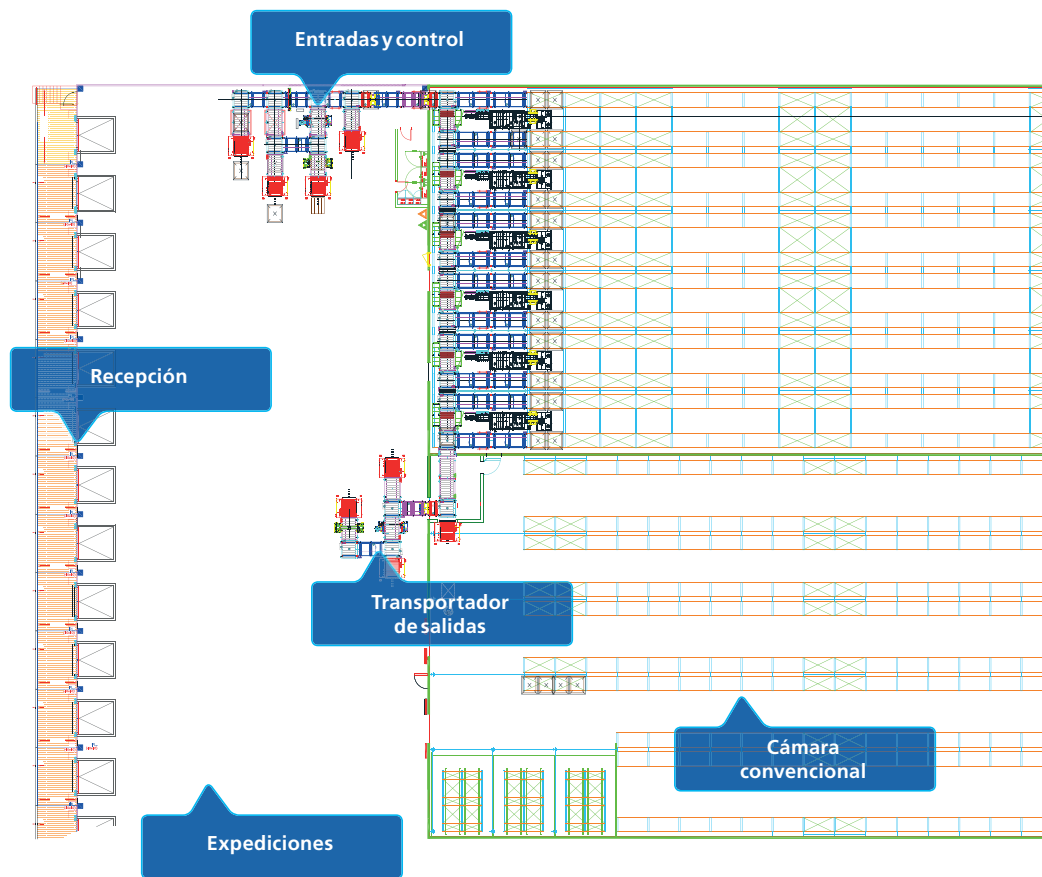 Entradas y control
Recepción
Transportador
de salidas
Cámara
convencional
Expediciones